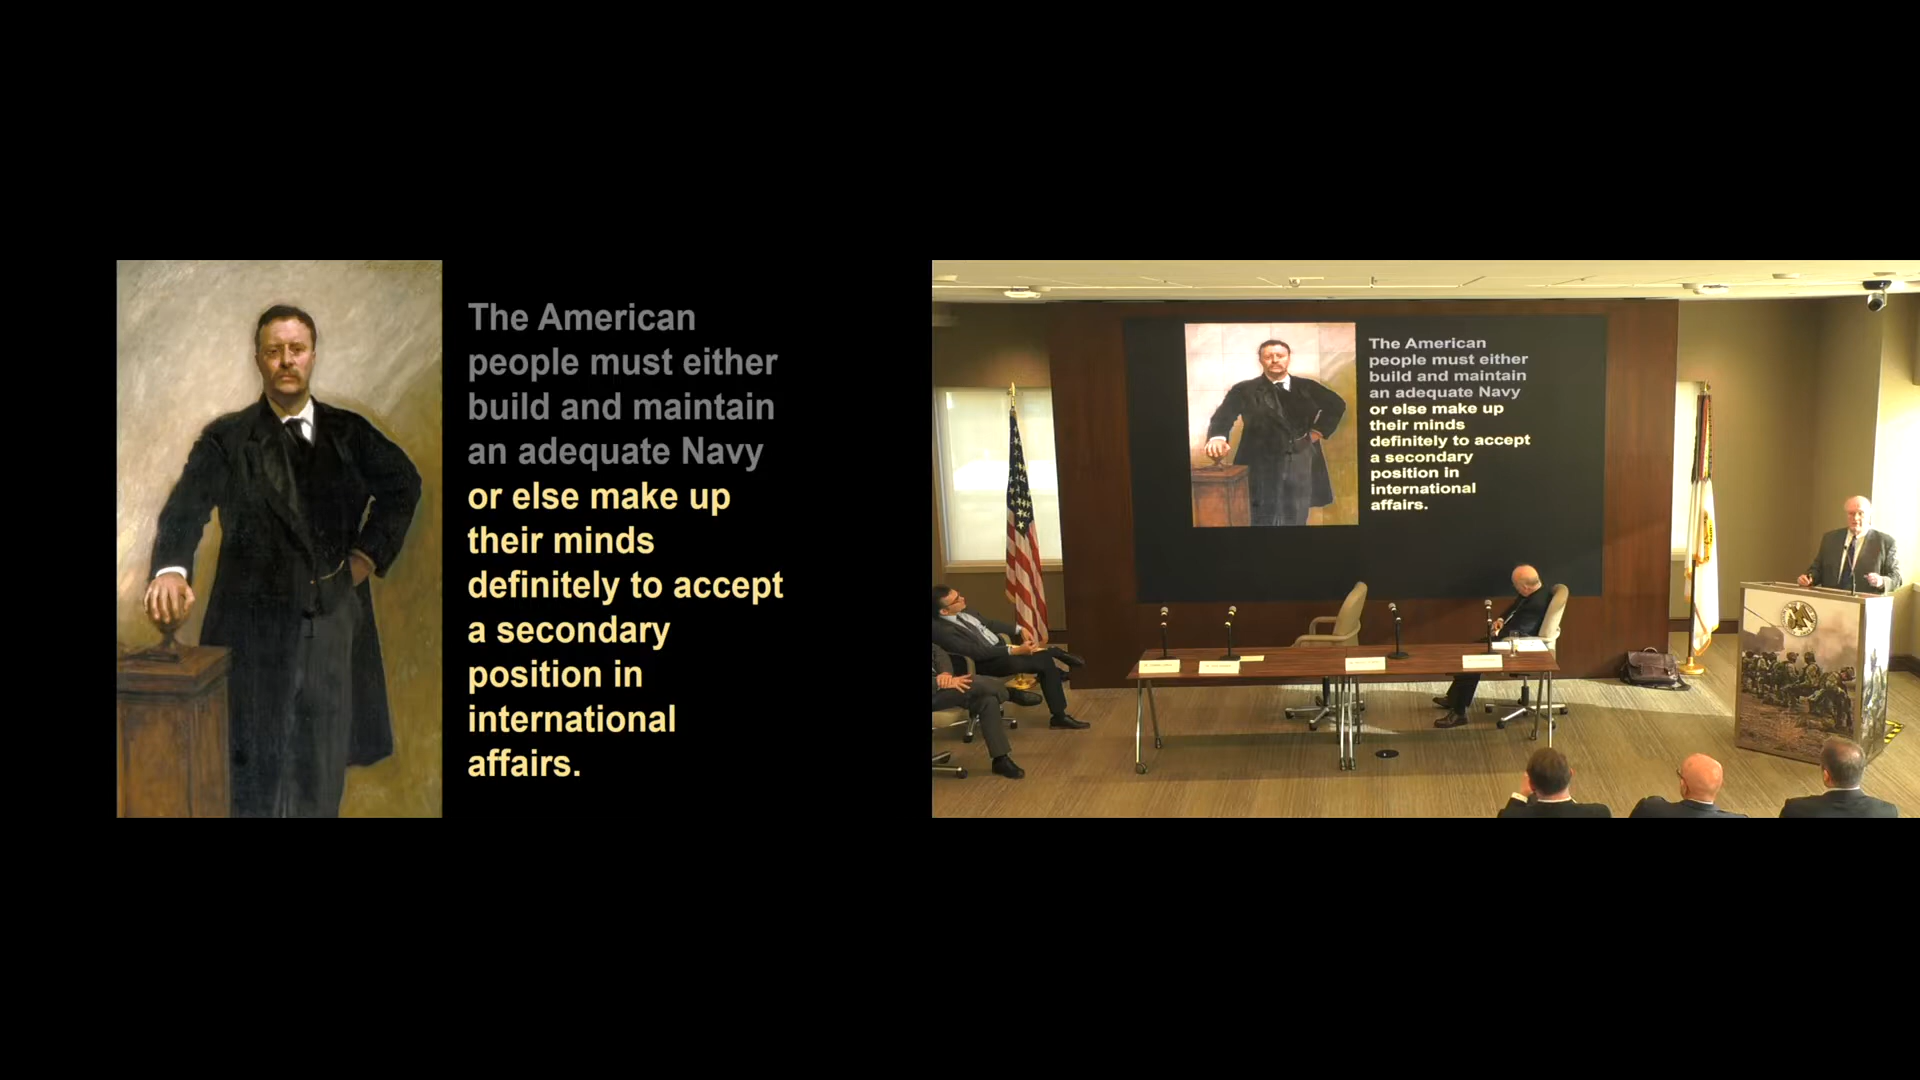 The American
people must either
build and maintain
an adequate Navy
or else make up
their minds
definitely to accept
a secondary
position in
international
affairs.
The American
people must either
build and maintain
an adequate Navy
or else make up
their minds
definitely to accept
a secondary
position in
international
affairs.